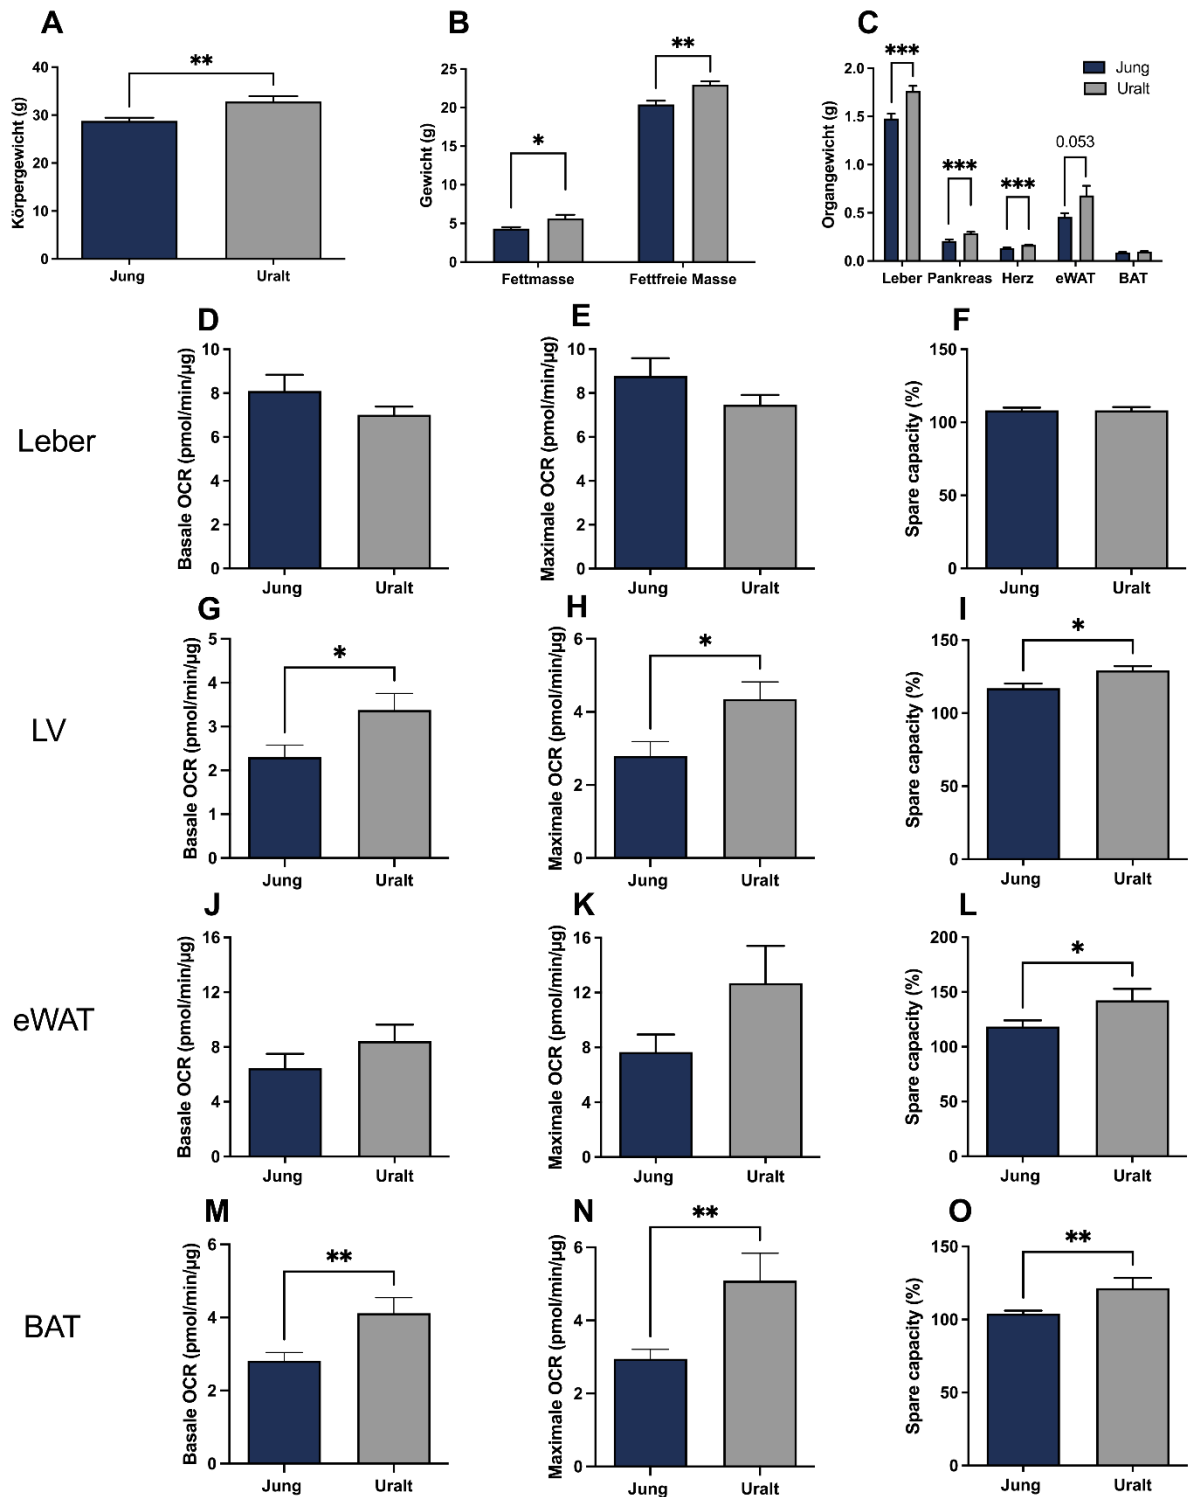 A
Körpergewicht (g)
40
30
20
10
0
**
Jung
Uralt
B
Gewicht (g)
25
20
15
10
5
0
*
**
Fettmasse
Fettfreie Masse
C
Organgewicht (g)
2.0
1.5
1.0
0.5
0.0
***
***
***
0.053
Jung
Uralt
Leber
Pankreas
Herz
eWAT
BAT
Leber
D
Basale OCR (pmol/min/µg)
10
8
6
4
2
0
Jung
Uralt
E
Maximale OCR (pmol/min/µg)
10
8
6
4
2
0
Jung
Uralt
F
Spare capacity (%)
150
100
50
0
Jung
Uralt
LV
G
Basale OCR (pmol/min/µg)
5
4
3
2
1
0
*
Jung
Uralt
H
Maximale OCR (pmol/min/µg)
6
4
2
0
*
Jung
Uralt
I
Spare capacity (%)
150
100
50
0
*
Jung
Uralt
eWAT
J
Basale OCR (pmol/min/µg)
16
12
8
4
0
Jung
Uralt
K
Maximale OCR (pmol/min/µg)
16
12
8
4
0
Jung
Uralt
L
Spare capacity (%)
200
150
100
50
0
*
Jung
Uralt
BAT
M
Basale OCR (pmol/min/µg)
6
4
2
0
**
Jung
Uralt
N
Maximale OCR (pmol/min/µg)
6
4
2
0
**
Jung
Uralt
O
Spare capacity (%)
150
100
50
0
**
Jung
Uralt